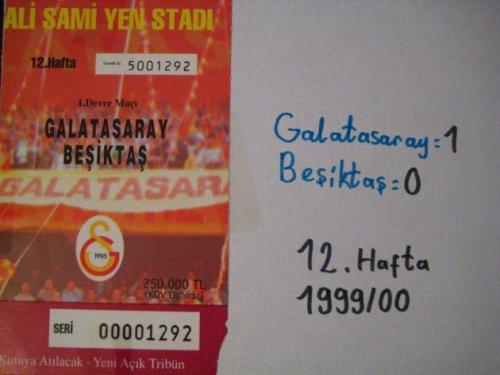 ALİ SAMİ YEN STADI
12.Hafta
5001292
I.Devre Maçı
GALATASARAY
BEŞİKTAŞ
GALATASARA
1905
250.000 TL
(KDV Dahildir)
SERİ 00001292
Kutuya Atılacak - Yeni Açık Tribün
Galatasaray=1
Beşiktaş=0
12. Hafta
1999/00